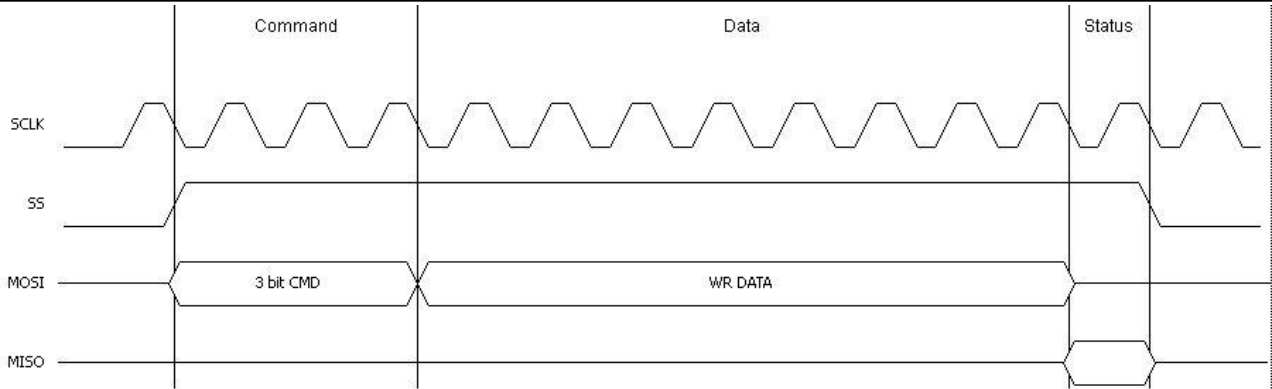 Command Data Status
SCLK
SS
MOSI 3 bit CMD WR DATA
MISO